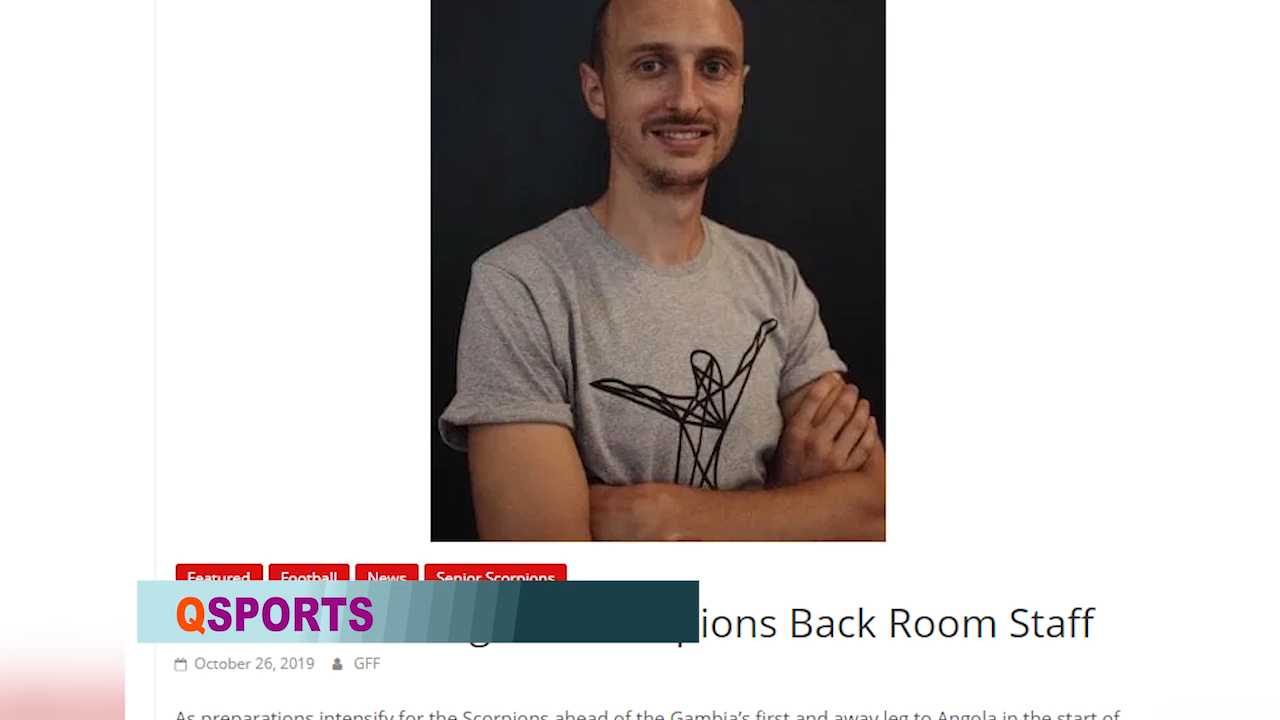 Featured Football News Senior Scorpions
QSPORTS
Back Room Staff
October 26, 2019 GFF
As preparations intensify for the Scorpions ahead of the Gambia's first and away leg to Angola in the start of